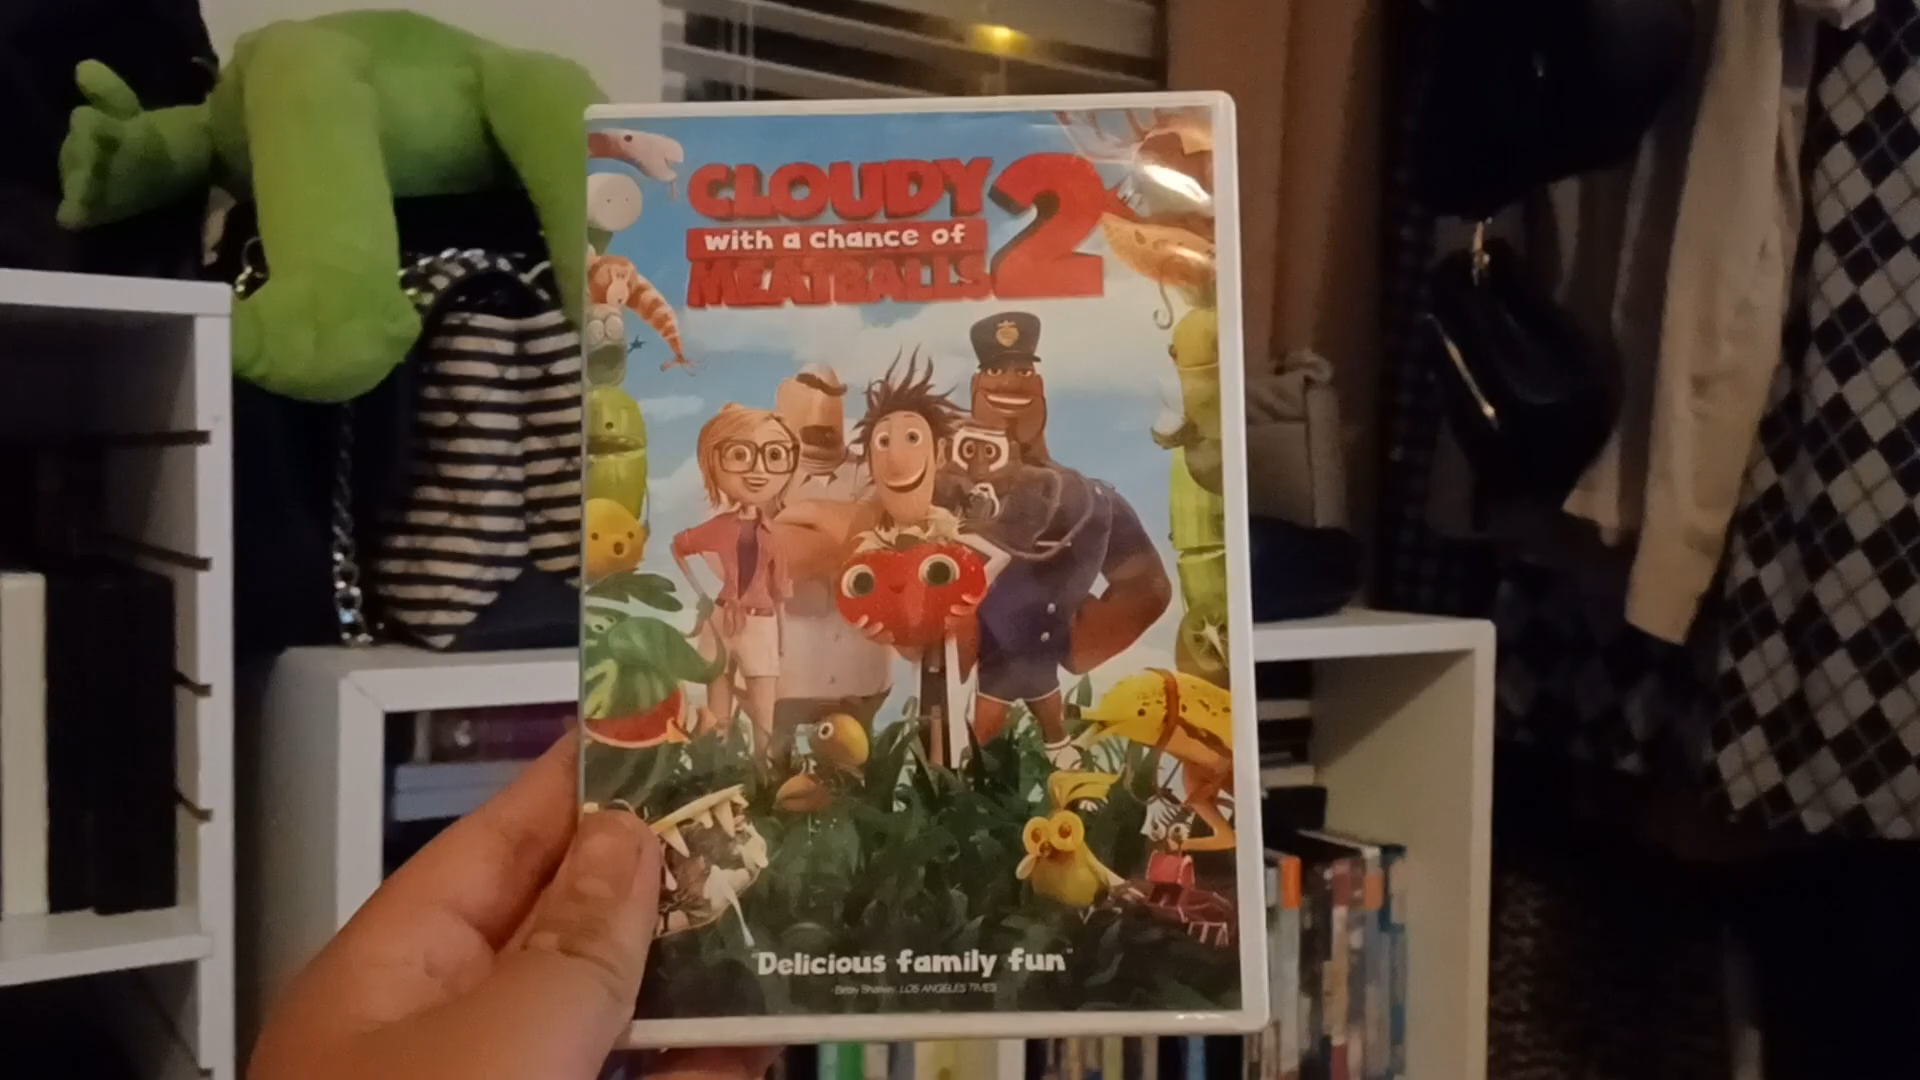 CLOUDY 2
with a chance of
MEATBALLS
"Delicious family fun"
LOS ANGELES TIMES